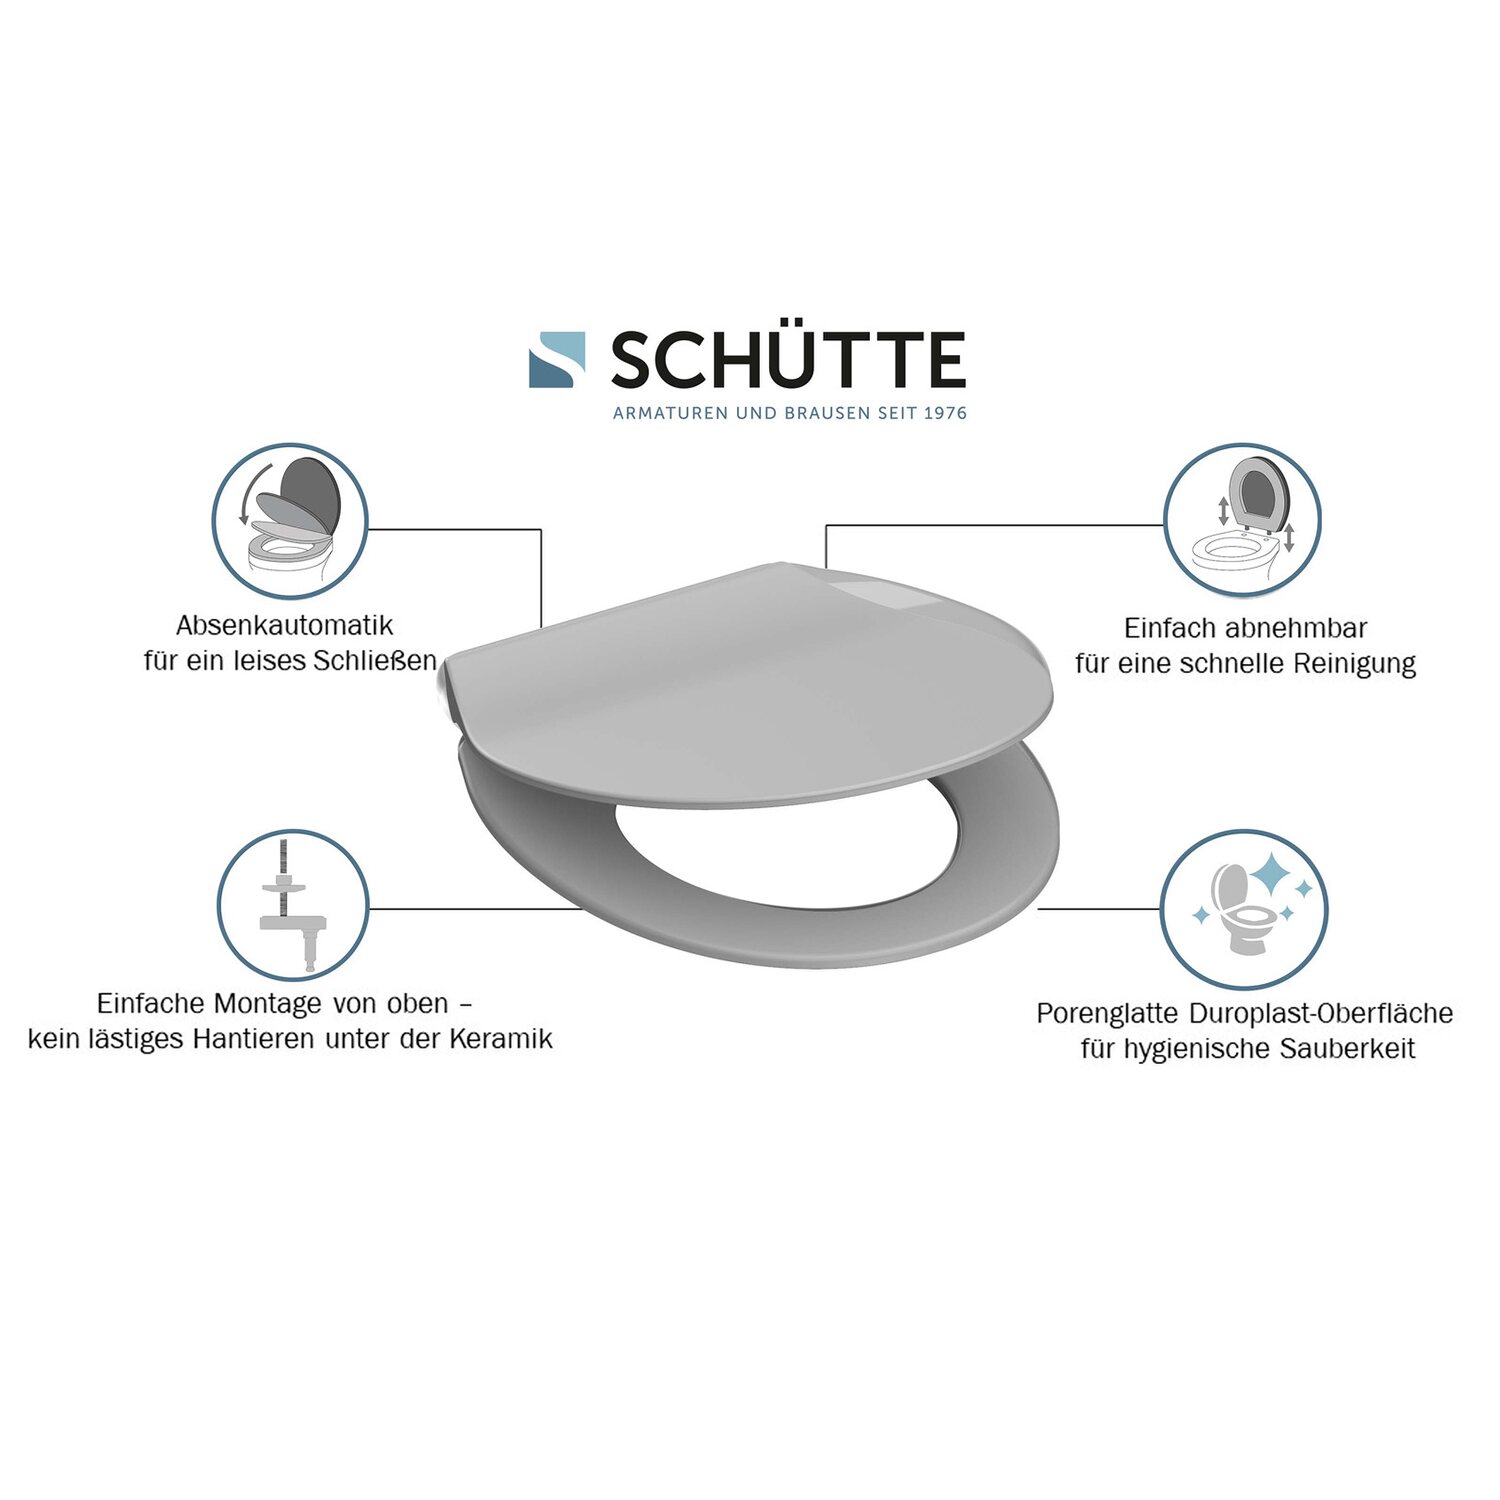 SCHÜTTE
ARMATUREN UND BRAUSEN SEIT 1976
Absenkautomatik
für ein leises Schließen
Einfach abnehmbar
für eine schnelle Reinigung
Einfache Montage von oben –
kein lästiges Hantieren unter der Keramik
Porenglatte Duroplast-Oberfläche
für hygienische Sauberkeit